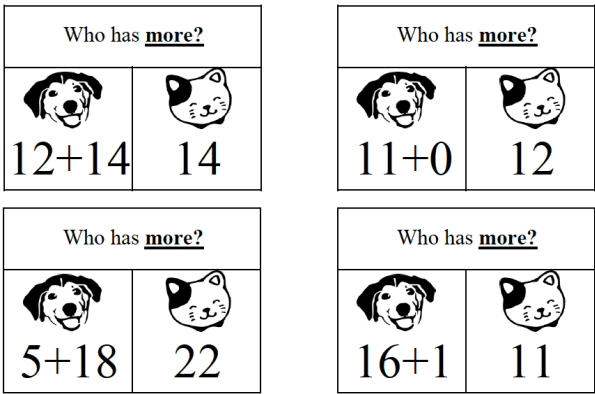 Who has more?
12+14 14
Who has more?
11+0 12
Who has more?
5+18 22
Who has more?
16+1 11